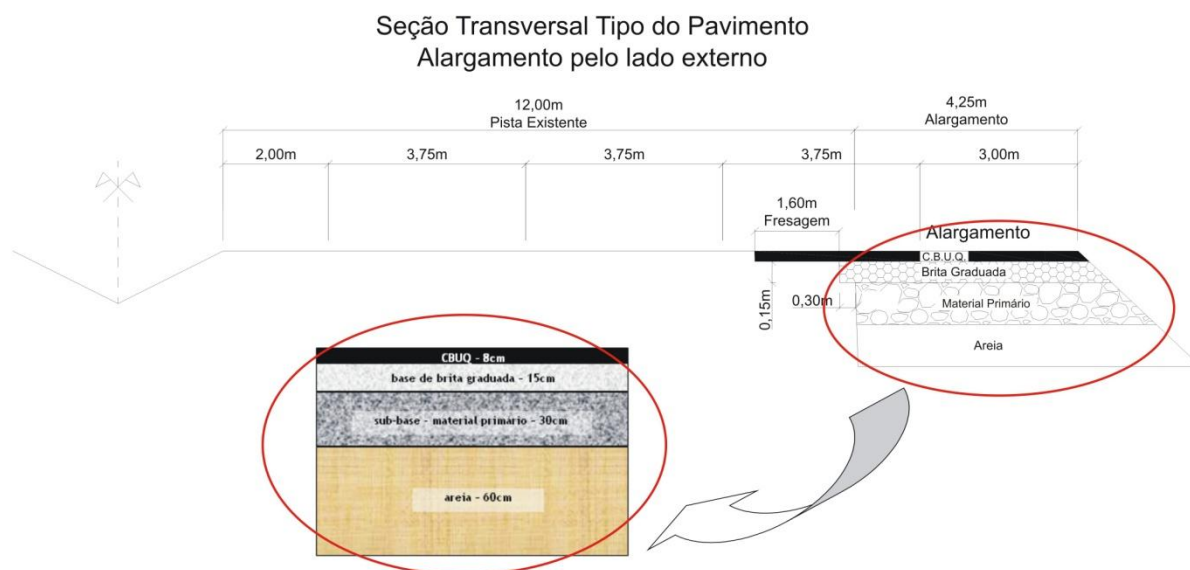 Seção Transversal Tipo do Pavimento
Alargamento pelo lado externo
12,00m
Pista Existente
4,25m
Alargamento
2,00m
3,75m
3,75m
3,75m
3,00m
1,60m
Fresagem
Alargamento
C.B.U.Q.
Brita Graduada
0,15m
0,30m
Material Primário
Areia
CBUQ - 8cm
base de brita graduada - 15cm
sub-base - material primário - 30cm
areia - 60cm